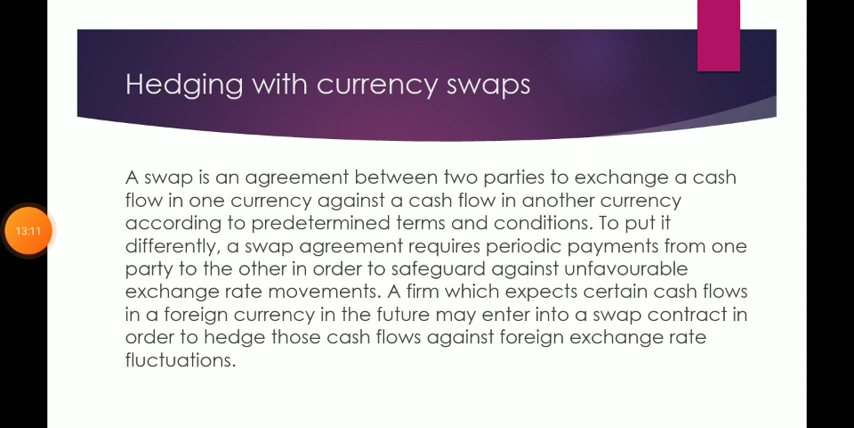 Hedging with currency swaps
A swap is an agreement between two parties to exchange a cash
flow in one currency against a cash flow in another currency
according to predetermined terms and conditions. To put it
differently, a swap agreement requires periodic payments from one
party to the other in order to safeguard against unfavourable
exchange rate movements. A firm which expects certain cash flows
in a foreign currency in the future may enter into a swap contract in
order to hedge those cash flows against foreign exchange rate
fluctuations.
13:11